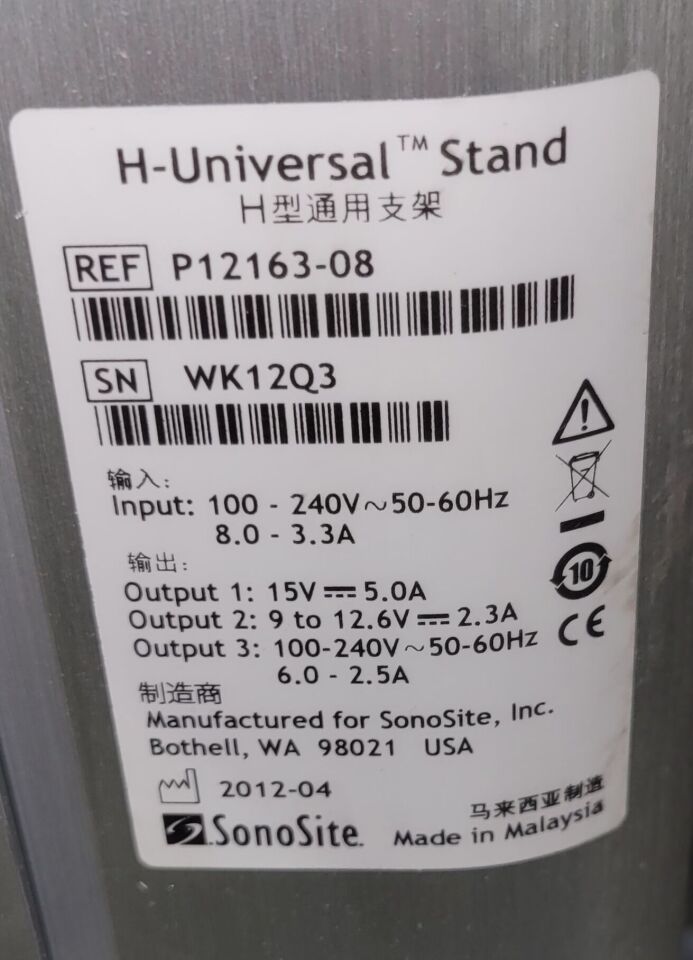 H-Universal™ Stand
H型通用支架
REF P12163-08
SN WK12Q3
输入:
Input: 100 - 240V~50-60Hz
8.0 - 3.3A
输出:
Output 1: 15V⎓5.0A
Output 2: 9 to 12.6V⎓2.3A
Output 3: 100-240V~50-60Hz
6.0 - 2.5A
10
CE
制造商
Manufactured for SonoSite, Inc.
Bothell, WA 98021 USA
2012-04
马来西亚制造
SonoSite.
Made in Malaysia